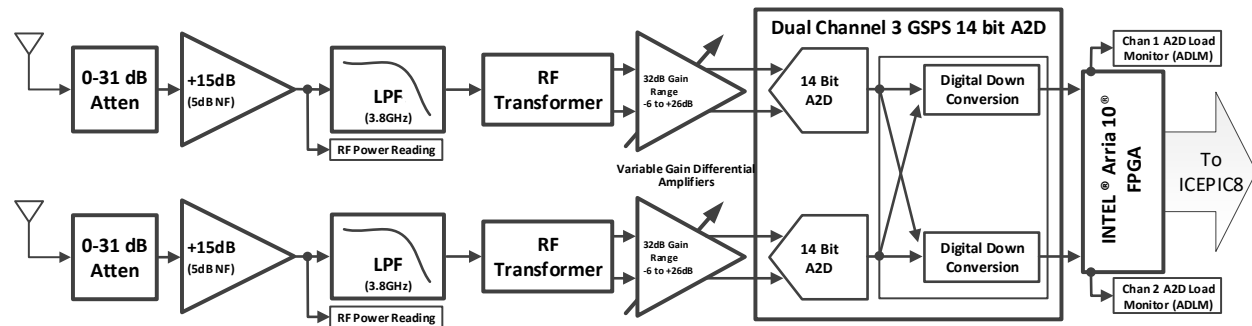 Dual Channel 3 GSPS 14 bit A2D
0-31 dB
Atten
+15dB
(5dB NF)
LPF
(3.8GHz)
RF Power Reading
RF
Transformer
32dB Gain
Range
-6 to +26dB
14 Bit
A2D
Digital Down
Conversion
Chan 1 A2D Load
Monitor (ADLM)
Variable Gain Differential
Amplifiers
INTEL® Arria 10®
FPGA
To
ICEPIC8
0-31 dB
Atten
+15dB
(5dB NF)
LPF
(3.8GHz)
RF Power Reading
RF
Transformer
32dB Gain
Range
-6 to +26dB
14 Bit
A2D
Digital Down
Conversion
Chan 2 A2D Load
Monitor (ADLM)